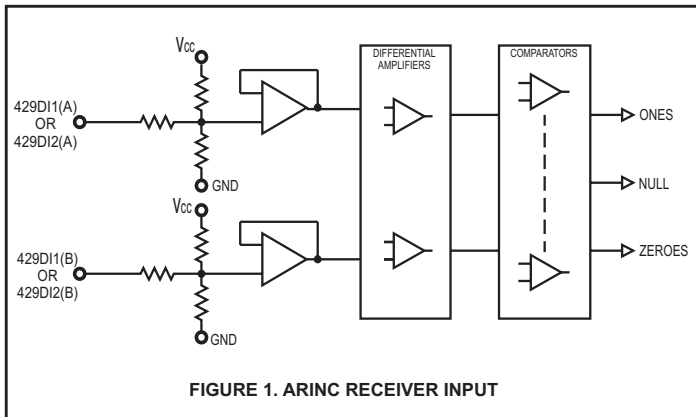 Vcc
DIFFERENTIAL
AMPLIFIERS
COMPARATORS
429DI1(A)
OR
429DI2(A)
ONES
GND
NULL
Vcc
429DI1(B)
OR
429DI2(B)
ZEROES
GND
FIGURE 1. ARINC RECEIVER INPUT